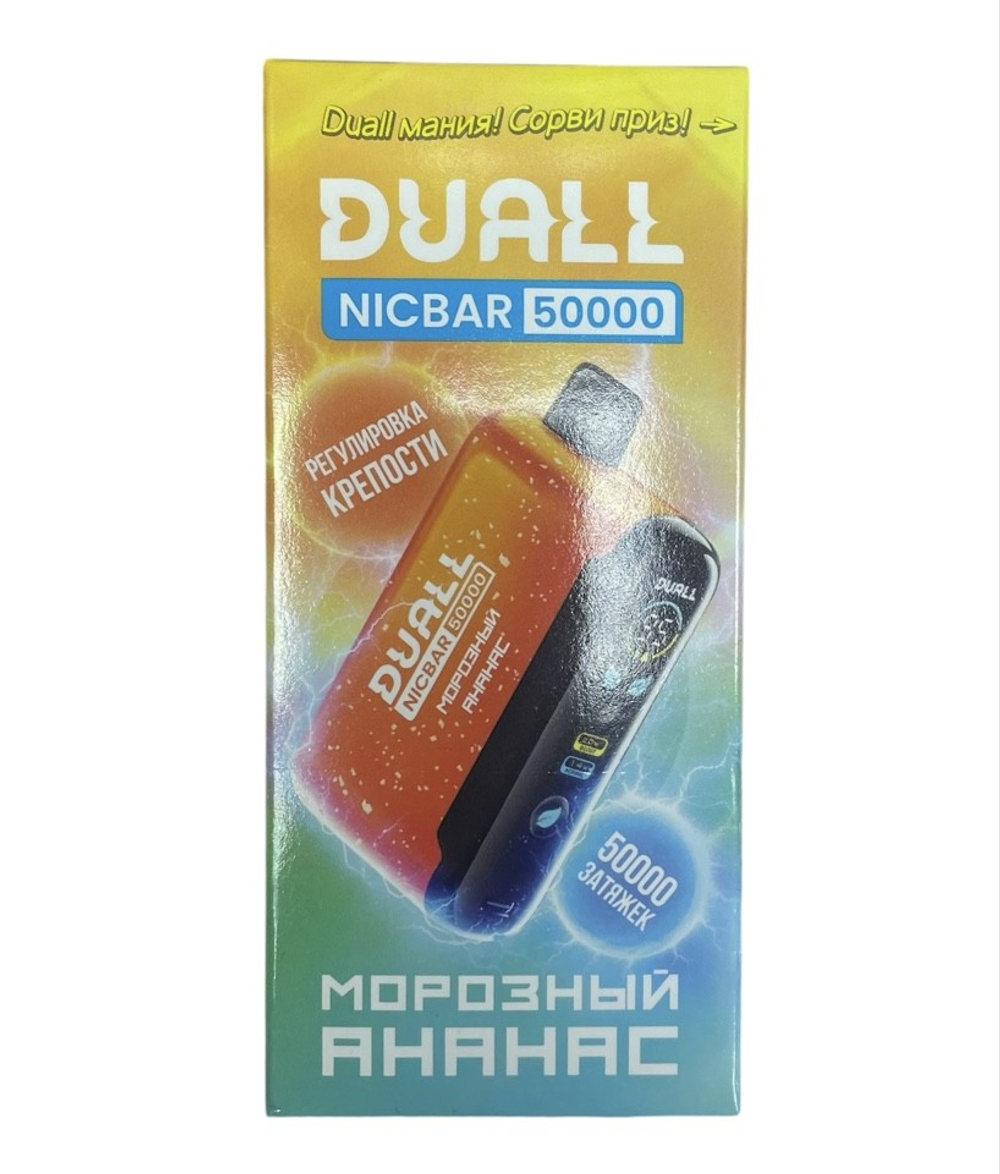 Duall мания! Сорви приз! →
DUALL
NICBAR 50000
РЕГУЛИРОВКА
КРЕПОСТИ
DUALL
NICBAR 50000
МОРОЗНЫЙ
АНАНАС
DUALL
50000
ЗАТЯЖЕК
МОРОЗНЫЙ
АНАНАС